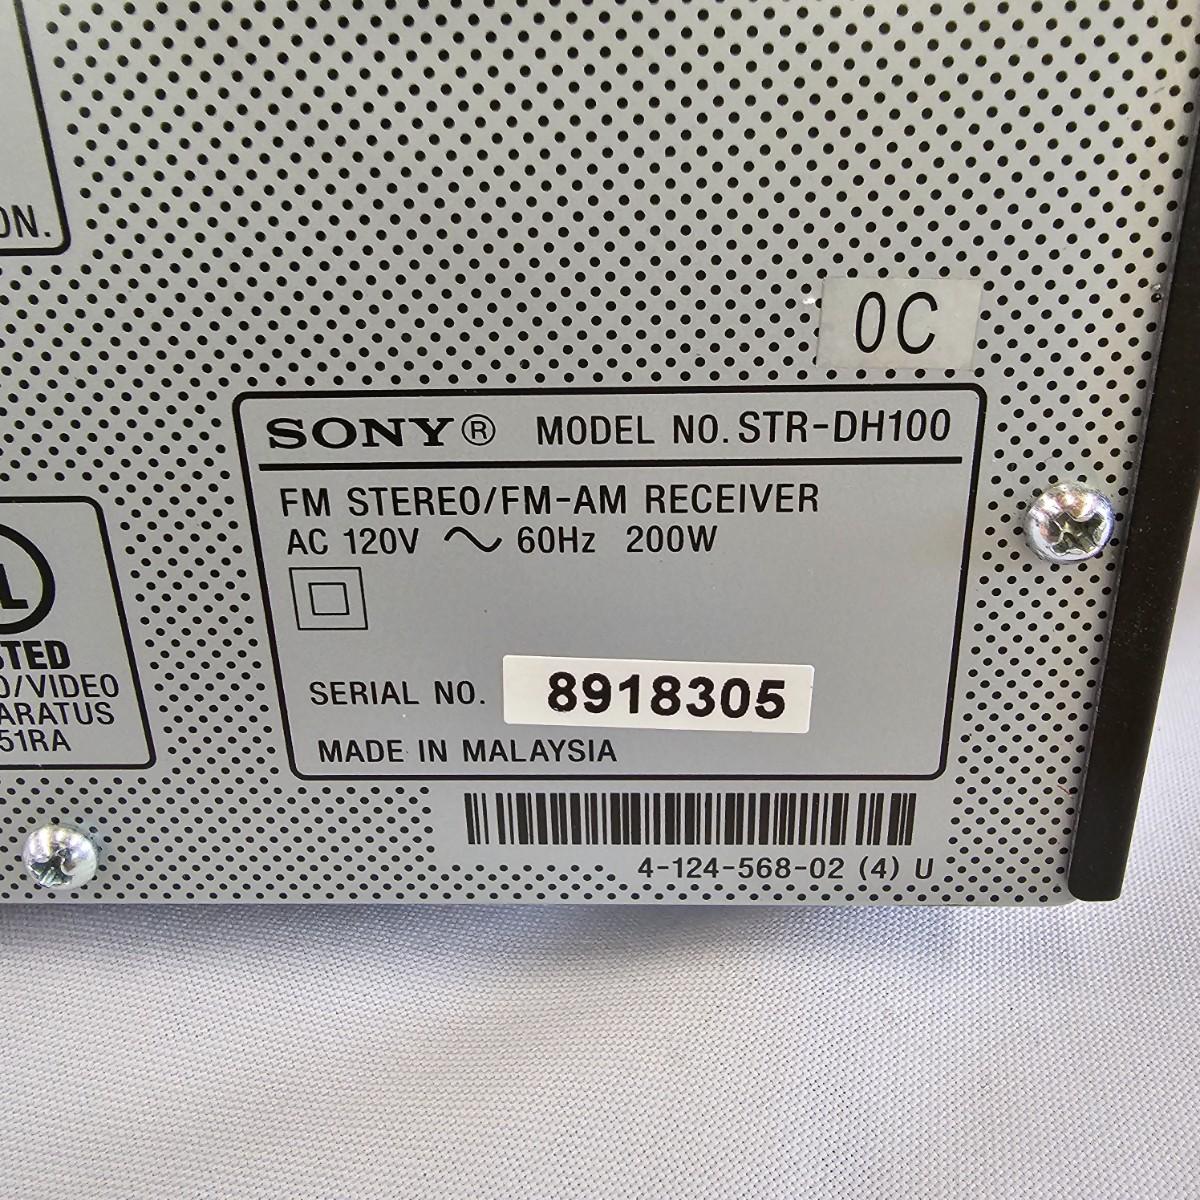 ON.
0C
SONY® MODEL NO. STR-DH100
FM STEREO/FM-AM RECEIVER
AC 120V ~ 60Hz 200W
SERIAL NO. 8918305
MADE IN MALAYSIA
4-124-568-02 (4) U
L
STED
O/VIDEO
ARATUS
51RA